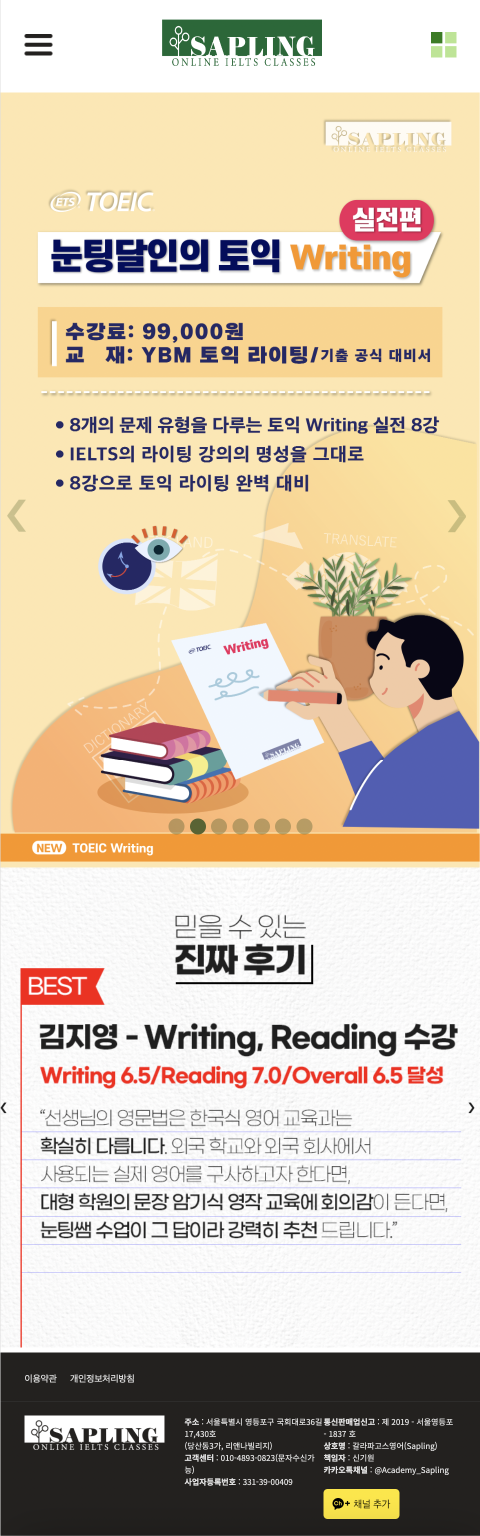 SAPLING
ONLINE IELTS CLASSES
SAPLING
ONLINE IELTS CLASSES
ETS TOEIC
실전편
눈팅달인의 토익 Writing
수강료: 99,000원
교 재: YBM 토익 라이팅/기출 공식 대비서
• 8개의 문제 유형을 다루는 토익 Writing 실전 8강
• IELTS의 라이팅 강의의 명성을 그대로
• 8강으로 토익 라이팅 완벽 대비
TRANSLATE
TOEIC Writing
DICTIONARY
SAPLING
NEW TOEIC Writing
믿을 수 있는
진짜 후기
BEST
김지영 - Writing, Reading 수강
Writing 6.5/Reading 7.0/Overall 6.5 달성
“선생님의 영문법은 한국식 영어 교육과는
확실히 다릅니다. 외국 학교와 외국 회사에서
사용되는 실제 영어를 구사하고자 한다면,
대형 학원의 문장 암기식 영작 교육에 회의감이 든다면,
눈팅쌤 수업이 그 답이라 강력히 추천 드립니다.”
이용약관 개인정보처리방침
SAPLING
ONLINE IELTS CLASSES
주소 : 서울특별시 영등포구 국회대로36길
17,430호
(당산동3가, 리앤나빌리지)
고객센터 : 010-4893-0823(문자수신가
능)
사업자등록번호 : 331-39-00409
통신판매업신고 : 제 2019 - 서울영등포
- 1837 호
상호명 : 갈라파고스영어(Sapling)
책임자 : 신기원
카카오톡채널 : @Academy_Sapling
Ch+ 채널 추가